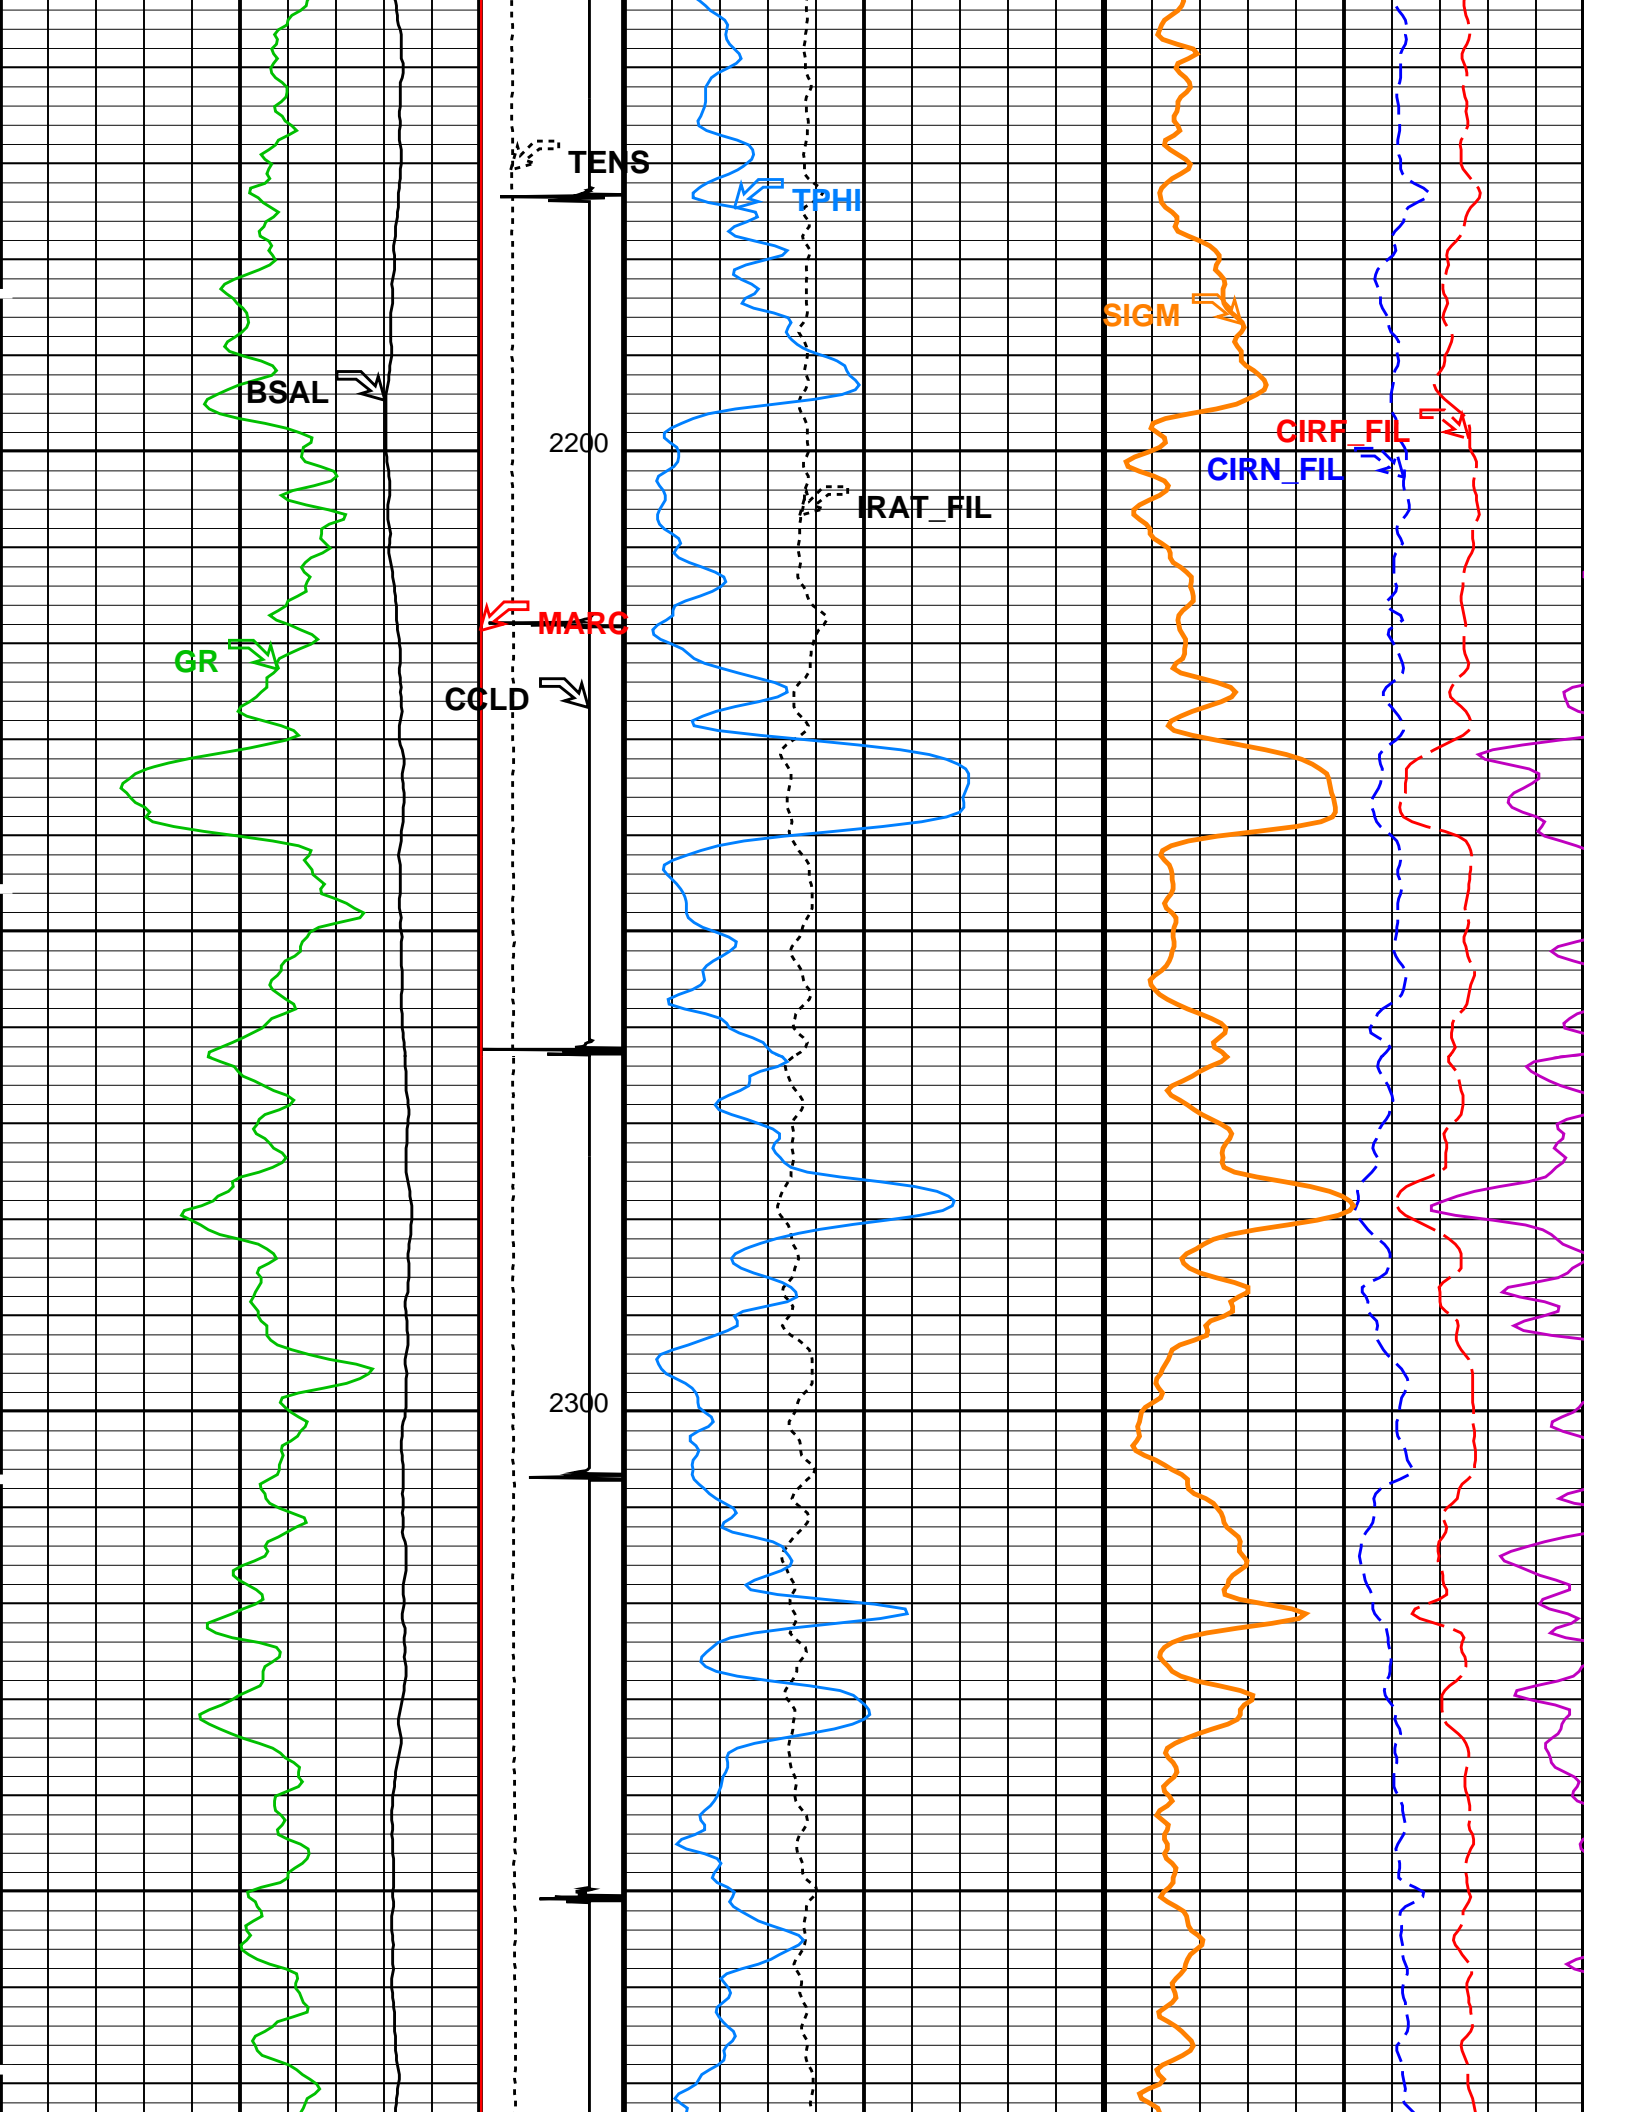 TENS
TPHI
SIGM
BSAL
CIRF_FIL
2200
CIRN_FIL
IRAT_FIL
MARC
GR
CCLD
2300